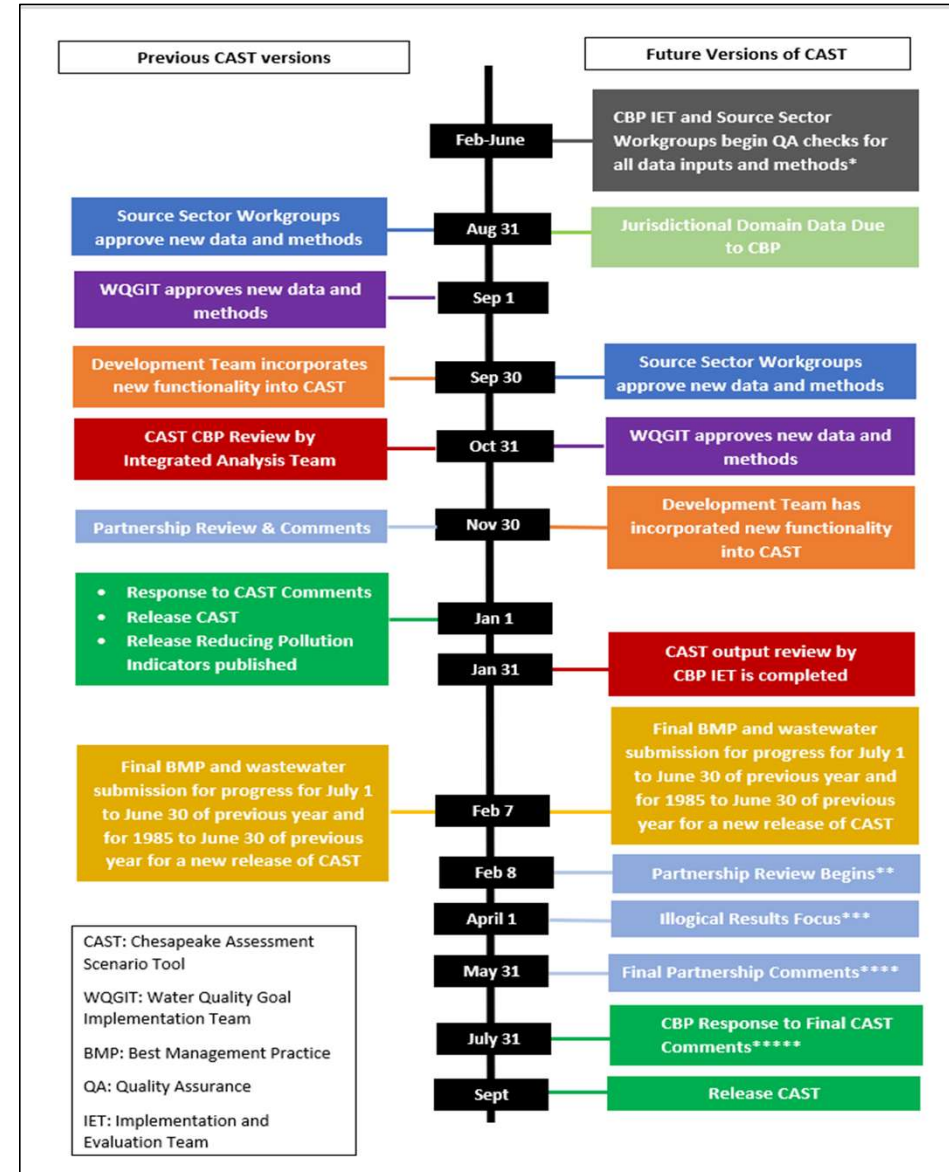 Previous CAST versions
Future Versions of CAST
Feb-June
CBP IET and Source Sector
Workgroups begin QA checks for
all data inputs and methods*
Source Sector Workgroups
approve new data and methods
Aug 31
Jurisdictional Domain Data Due
to CBP
WQGIT approves new data and
methods
Sep 1
Development Team incorporates
new functionality into CAST
Sep 30
Source Sector Workgroups
approve new data and methods
CAST CBP Review by
Integrated Analysis Team
Oct 31
WQGIT approves new data and
methods
Partnership Review & Comments
Nov 30
Development Team has
incorporated new functionality
into CAST
• Response to CAST Comments
• Release CAST
• Release Reducing Pollution
Indicators published
Jan 1
Jan 31
CAST output review by
CBP IET is completed
Final BMP and wastewater
submission for progress for July 1
to June 30 of previous year and
for 1985 to June 30 of previous
year for a new release of CAST
Feb 7
Final BMP and wastewater
submission for progress for July 1
to June 30 of previous year and
for 1985 to June 30 of previous
year for a new release of CAST
Feb 8
Partnership Review Begins**
April 1
Illogical Results Focus***
May 31
Final Partnership Comments****
July 31
CBP Response to Final CAST
Comments*****
Sept
Release CAST
CAST: Chesapeake Assessment
Scenario Tool
WQGIT: Water Quality Goal
Implementation Team
BMP: Best Management Practice
QA: Quality Assurance
IET: Implementation and
Evaluation Team